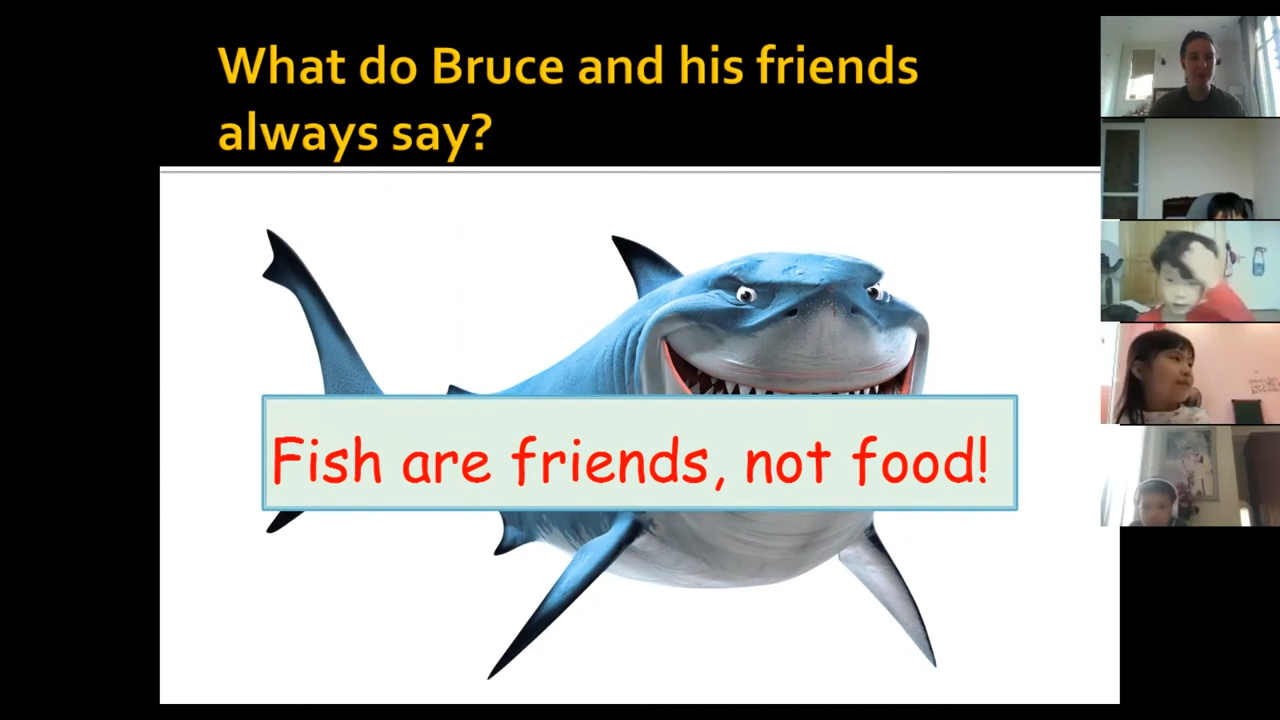 What do Bruce and his friends
always say?
Fish are friends, not food!